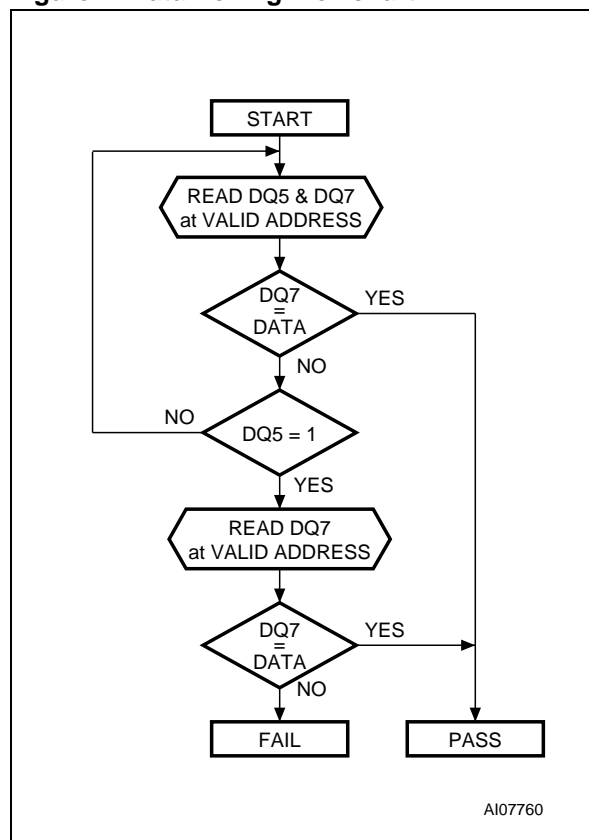 START
READ DQ5 & DQ7
at VALID ADDRESS
DQ7
=
DATA
YES
NO
NO
DQ5 = 1
YES
READ DQ7
at VALID ADDRESS
DQ7
=
DATA
YES
NO
FAIL
PASS
AI07760